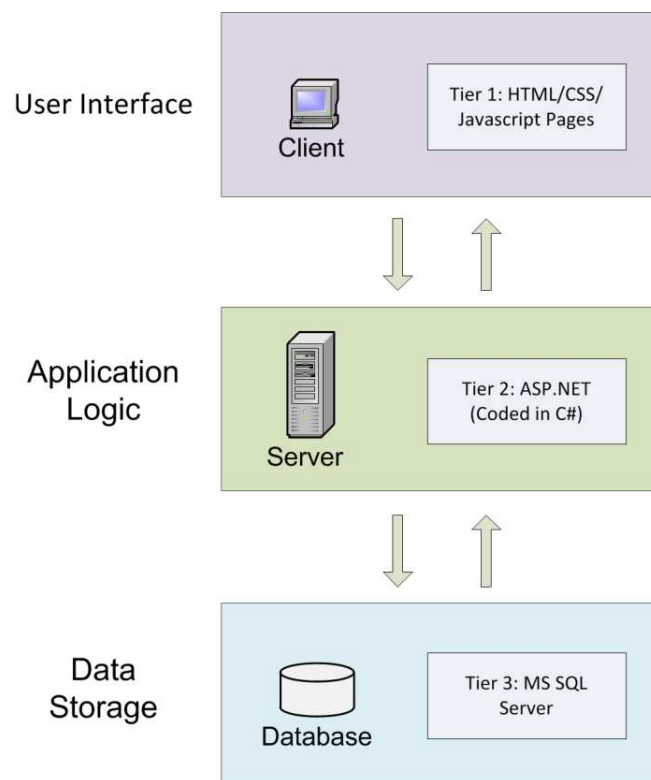 User Interface
Client
Tier 1: HTML/CSS/
Javascript Pages
Application
Logic
Server
Tier 2: ASP.NET
(Coded in C#)
Data
Storage
Database
Tier 3: MS SQL
Server